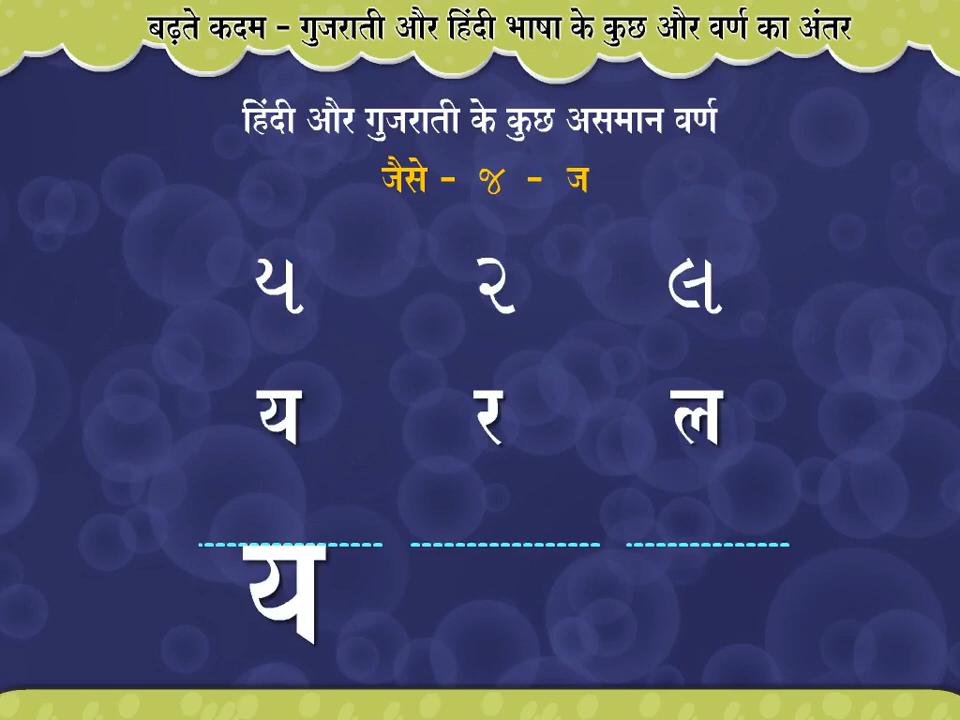 बढ़ते कदम - गुजराती और हिंदी भाषा के कुछ और वर्ण का अंतर
हिंदी और गुजराती के कुछ असमान वर्ण
जैसे - જ - ज
ય ર લ
य र ल
य